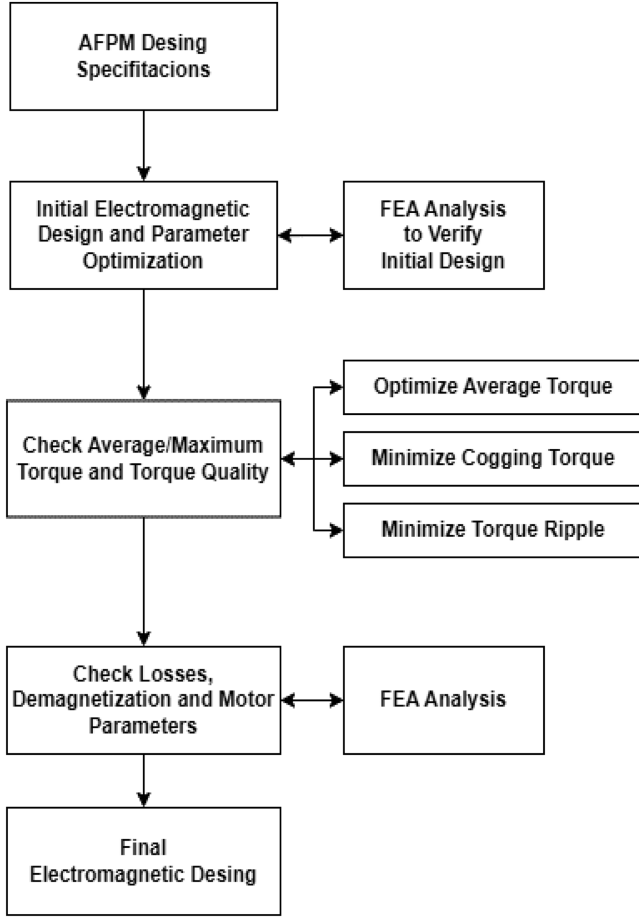 AFPM Desing
Specifitacions
Initial Electromagnetic
Design and Parameter
Optimization
FEA Analysis
to Verify
Initial Design
Check Average/Maximum
Torque and Torque Quality
Optimize Average Torque
Minimize Cogging Torque
Minimize Torque Ripple
Check Losses,
Demagnetization and Motor
Parameters
FEA Analysis
Final
Electromagnetic Desing